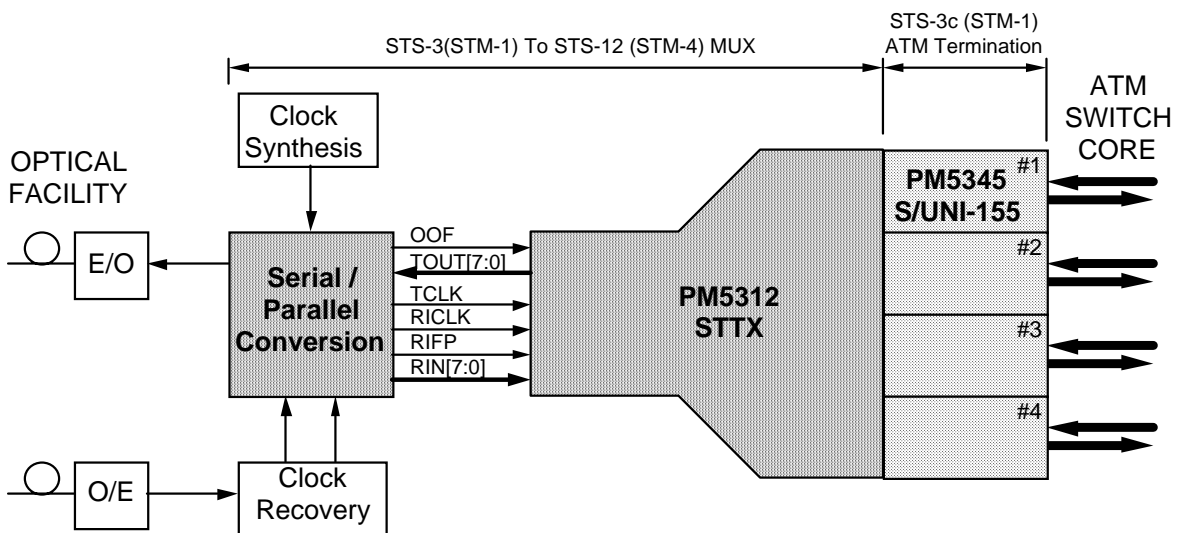 STS-3(STM-1) To STS-12 (STM-4) MUX
STS-3c (STM-1)
ATM Termination
ATM
SWITCH
CORE
OPTICAL
FACILITY
Clock
Synthesis
E/O
Serial /
Parallel
Conversion
OOF
TOUT[7:0]
TCLK
RICLK
RIFP
RIN[7:0]
PM5312
STTX
#1
PM5345
S/UNI-155
#2
#3
#4
O/E
Clock
Recovery